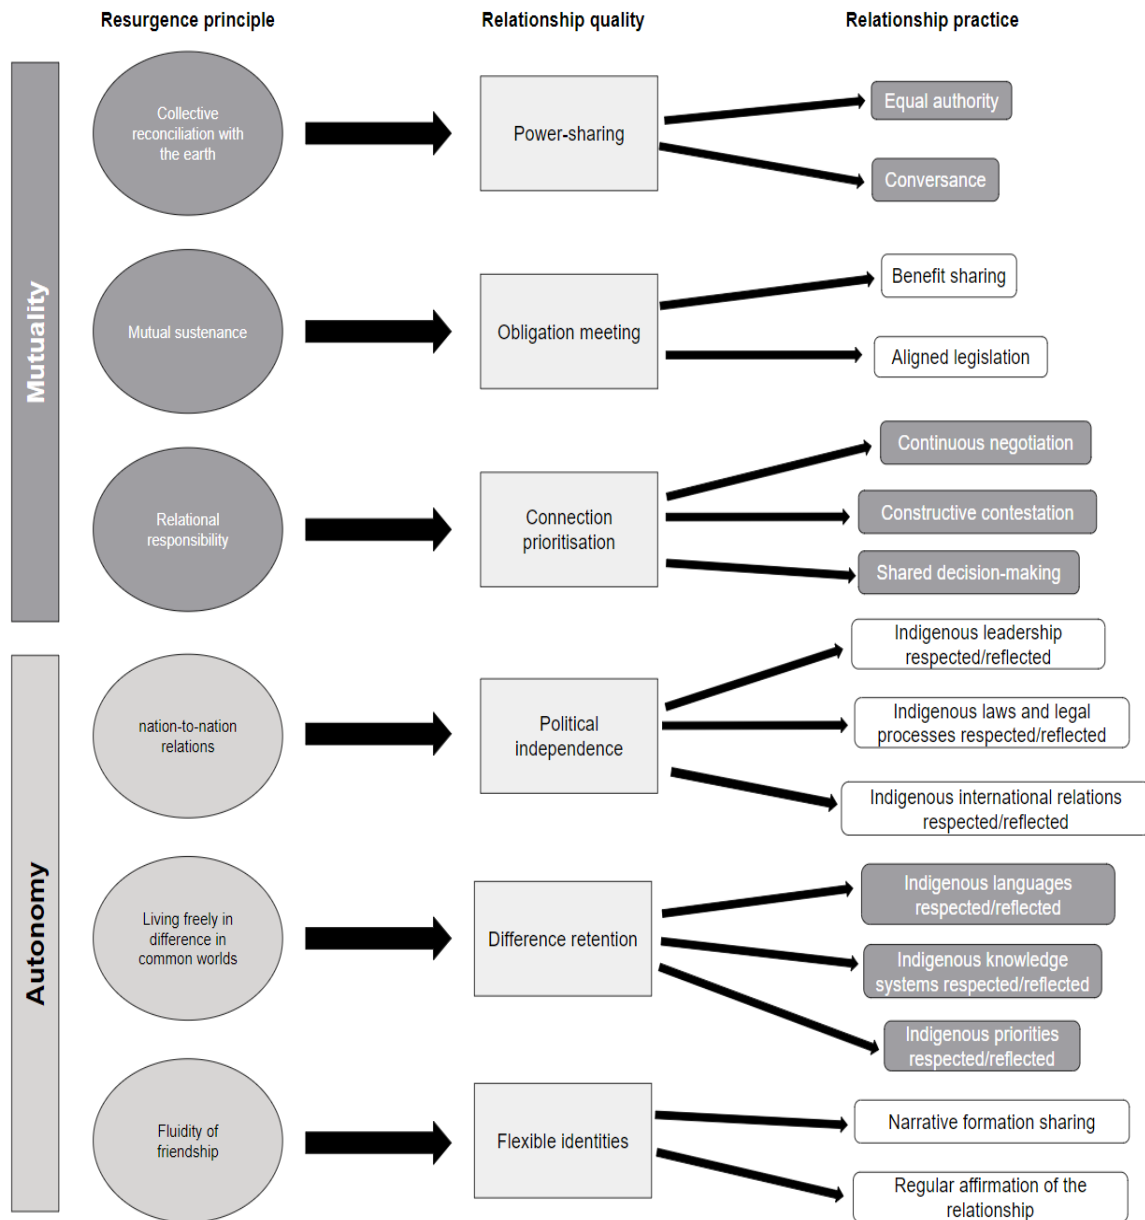 Resurgence principle
Relationship quality
Relationship practice
Mutuality
Collective
reconciliation with
the earth
Power-sharing
Equal authority
Conversance
Mutual sustenance
Obligation meeting
Benefit sharing
Aligned legislation
Relational
responsibility
Connection
prioritisation
Continuous negotiation
Constructive contestation
Shared decision-making
Autonomy
nation-to-nation
relations
Political
independence
Indigenous leadership
respected/reflected
Indigenous laws and legal
processes respected/reflected
Indigenous international relations
respected/reflected
Living freely in
difference in
common worlds
Difference retention
Indigenous languages
respected/reflected
Indigenous knowledge
systems respected/reflected
Indigenous priorities
respected/reflected
Fluidity of
friendship
Flexible identities
Narrative formation sharing
Regular affirmation of the
relationship